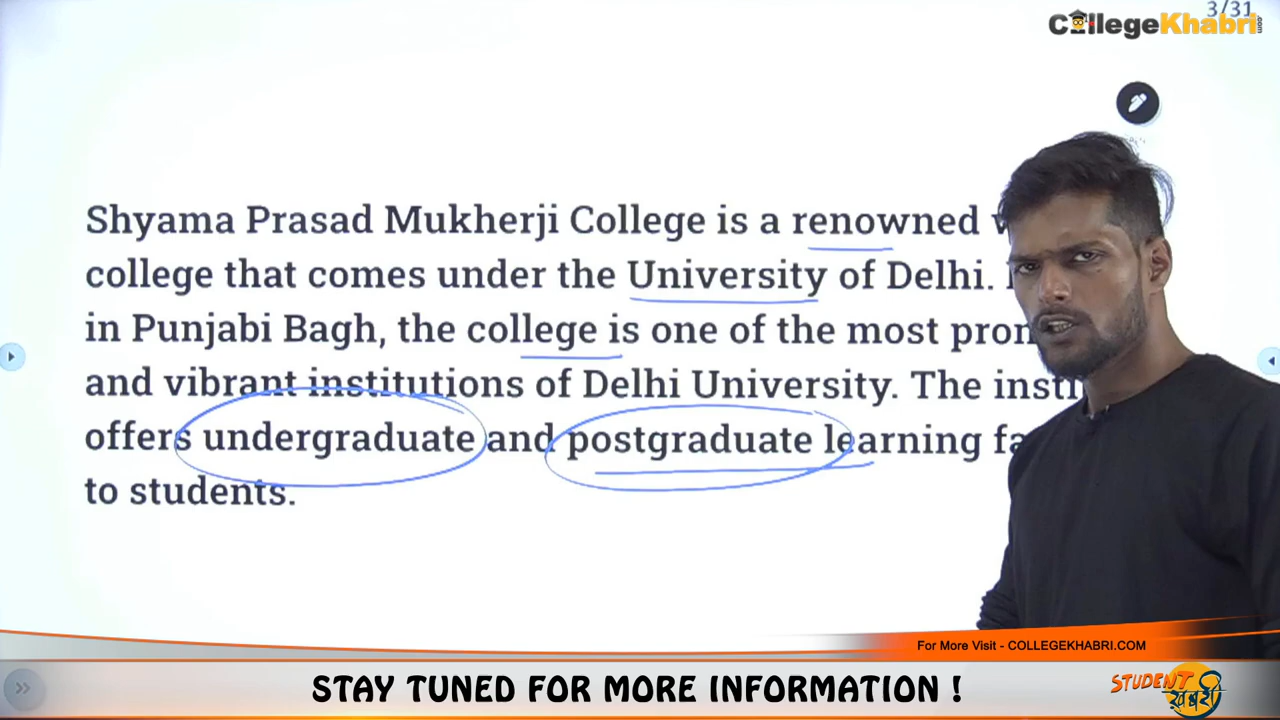 3/31
CollegeKhabri.com
Shyama Prasad Mukherji College is a renowned
college that comes under the University of Delhi.
in Punjabi Bagh, the college is one of the most
and vibrant institutions of Delhi University. The
offers undergraduate and postgraduate learning
to students.
For More Visit - COLLEGEKHABRI.COM
STAY TUNED FOR MORE INFORMATION !
STUDENT
खबरी